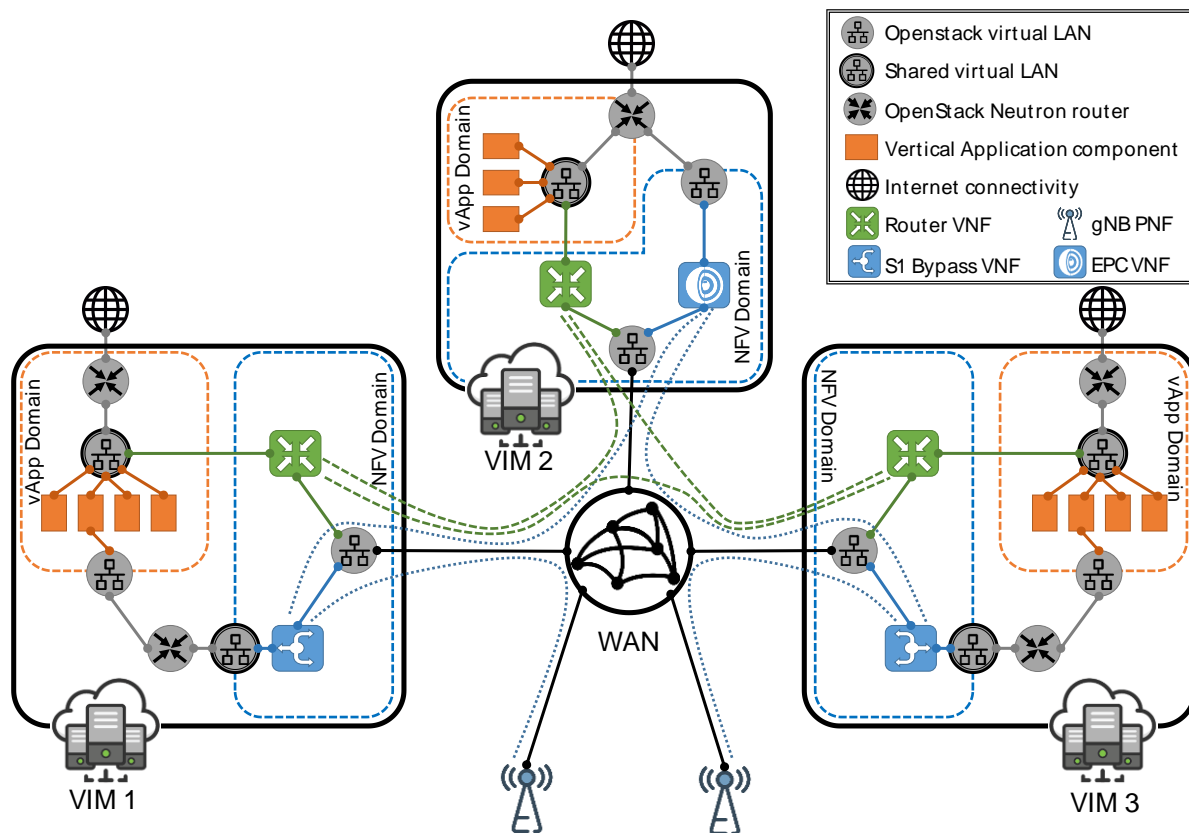 Openstack virtual LAN
Shared virtual LAN
OpenStack Neutron router
Vertical Application component
Internet connectivity
Router VNF
gNB PNF
S1 Bypass VNF
EPC VNF
vApp Domain
NFV Domain
VIM 2
vApp Domain
NFV Domain
VIM 1
NFV Domain
vApp Domain
VIM 3
WAN